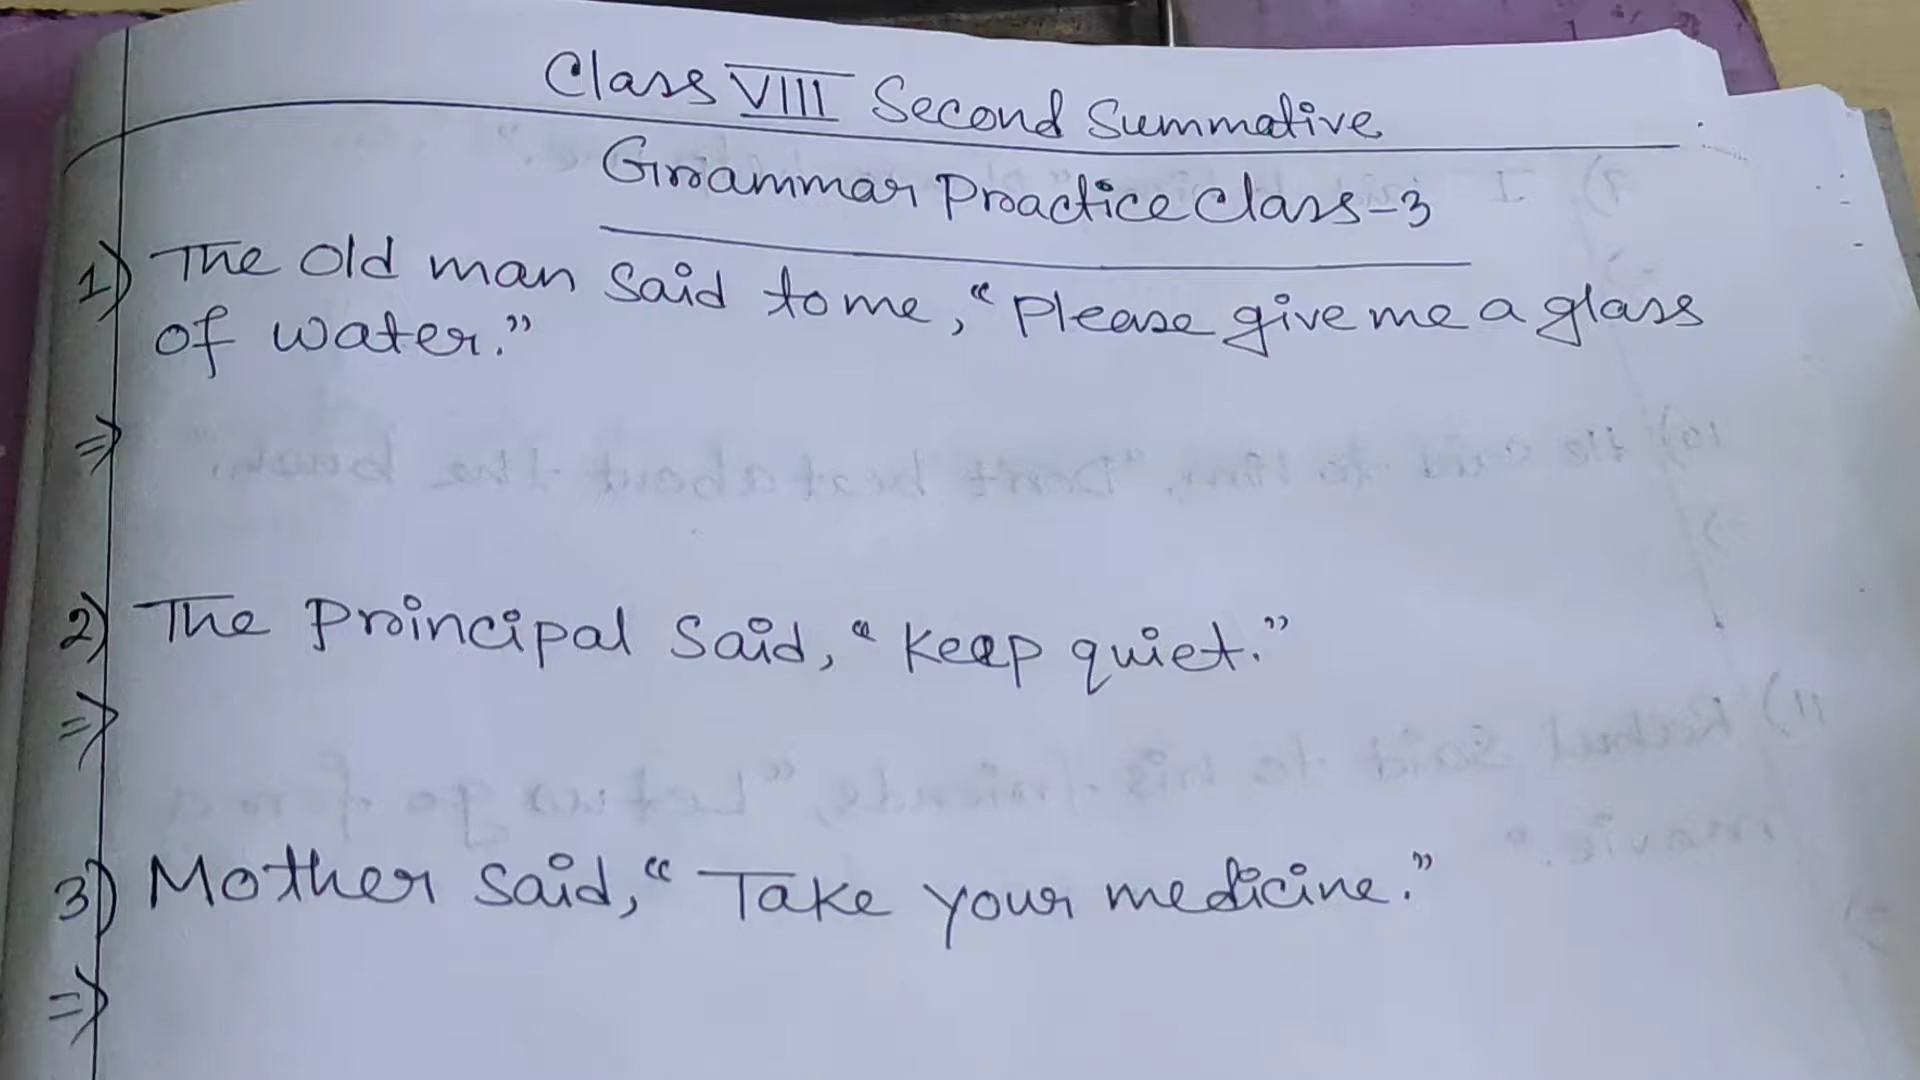 Class VIII Second Summative
Grammar Practice Class-3
1) The old man said to me, "Please give me a glass
of water."
⇒
2) The Principal said, "Keep quiet."
⇒
3) Mother said, "Take your medicine."
⇒